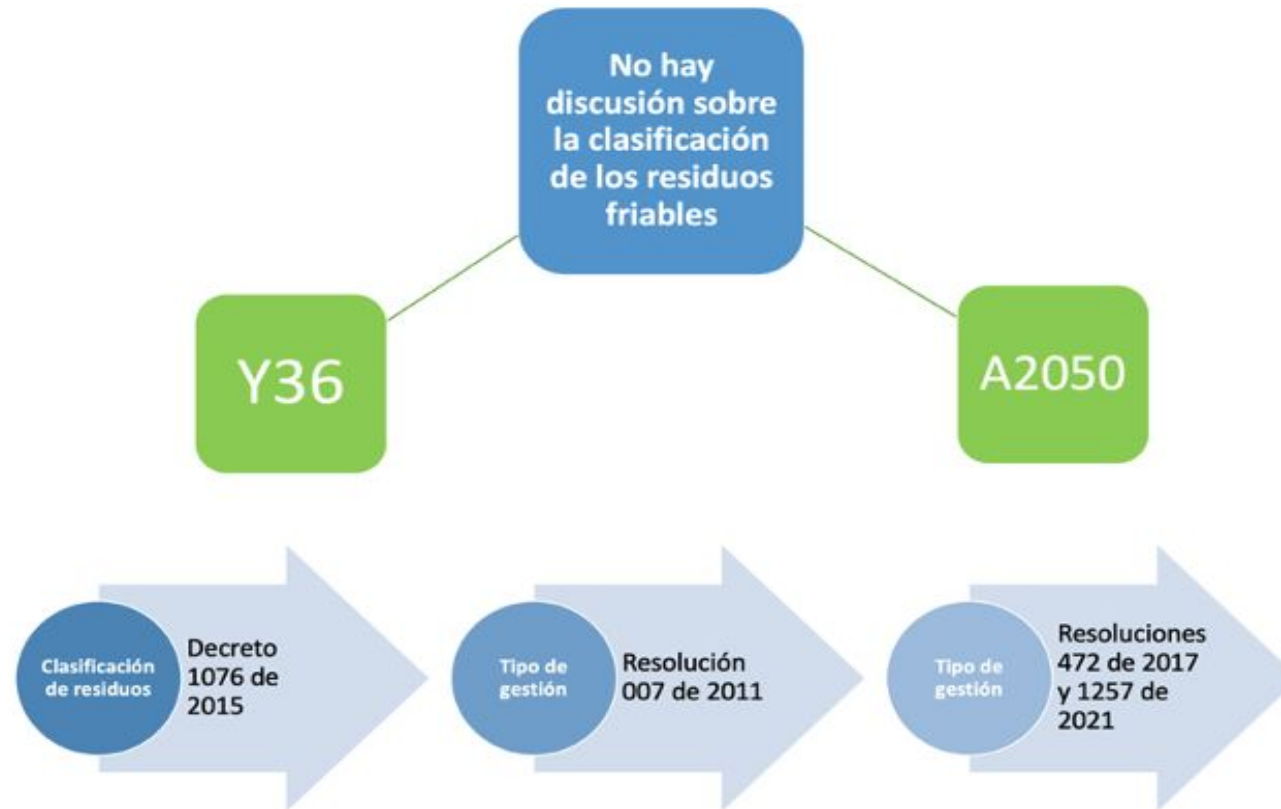 No hay
discusión sobre
la clasificación
de los residuos
friables
Y36
A2050
Clasificación
de residuos
Decreto
1076 de
2015
Tipo de
gestión
Resolución
007 de 2011
Tipo de
gestión
Resoluciones
472 de 2017
y 1257 de
2021